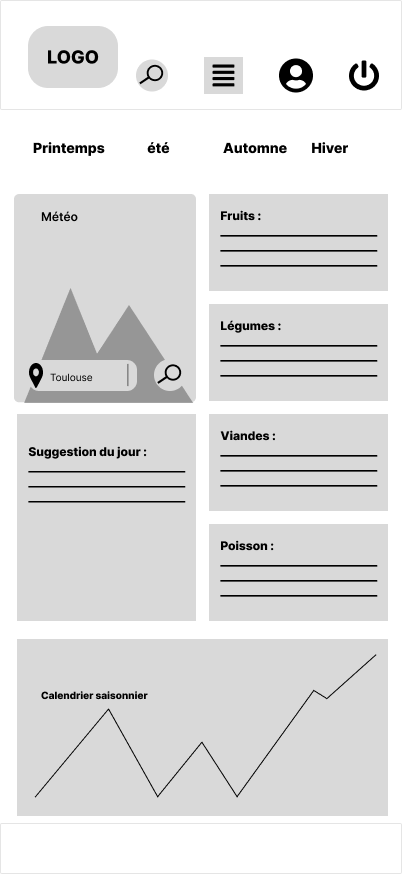 LOGO
Printemps été Automne Hiver
Météo
Toulouse
Suggestion du jour :
Fruits :
Légumes :
Viandes :
Poisson :
Calendrier saisonnier